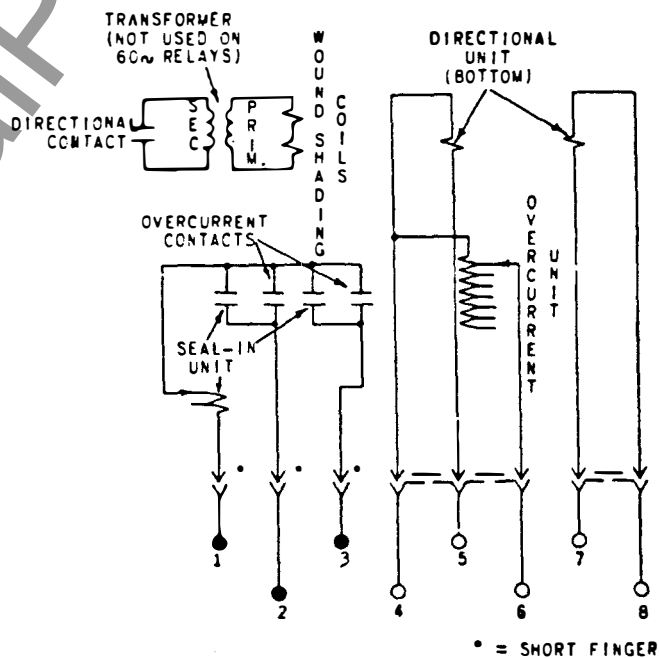 TRANSFORMER
(NOT USED ON
60~ RELAYS)
SEC
PRIM.
WOUND SHADING
COILS
DIRECTIONAL
CONTACT
DIRECTIONAL
UNIT
(BOTTOM)
OVERCURRENT
CONTACTS
SEAL-IN
UNIT
OVERCURRENT
UNIT
* * *
1
2
3
4
5
6
7
8
* = SHORT FINGER